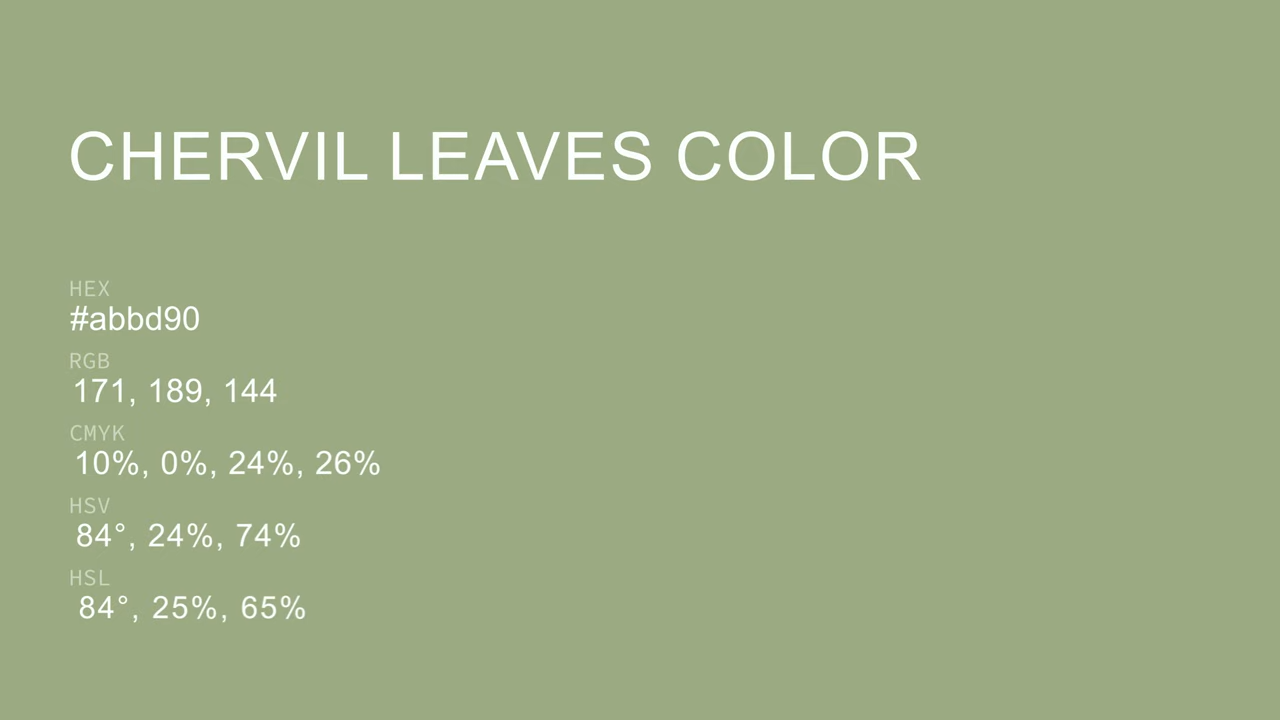 CHERVIL LEAVES COLOR
HEX
#abbd90
RGB
171, 189, 144
CMYK
10%, 0%, 24%, 26%
HSV
84°, 24%, 74%
HSL
84°, 25%, 65%